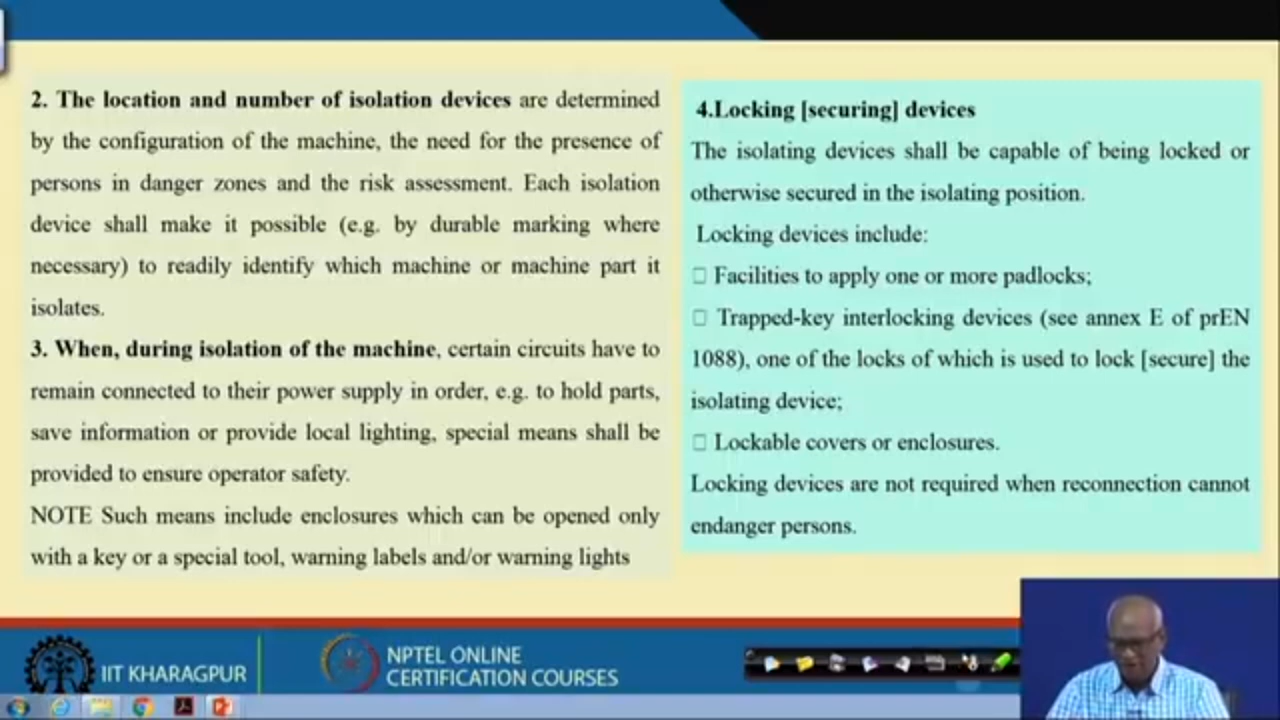 2. The location and number of isolation devices are determined
by the configuration of the machine, the need for the presence of
persons in danger zones and the risk assessment. Each isolation
device shall make it possible (e.g. by durable marking where
necessary) to readily identify which machine or machine part it
isolates.
3. When, during isolation of the machine, certain circuits have to
remain connected to their power supply in order, e.g. to hold parts,
save information or provide local lighting, special means shall be
provided to ensure operator safety.
NOTE Such means include enclosures which can be opened only
with a key or a special tool, warning labels and/or warning lights
4.Locking [securing] devices
The isolating devices shall be capable of being locked or
otherwise secured in the isolating position.
Locking devices include:
□ Facilities to apply one or more padlocks;
□ Trapped-key interlocking devices (see annex E of prEN
1088), one of the locks of which is used to lock [secure] the
isolating device;
□ Lockable covers or enclosures.
Locking devices are not required when reconnection cannot
endanger persons.
IIT KHARAGPUR
NPTEL ONLINE
CERTIFICATION COURSES